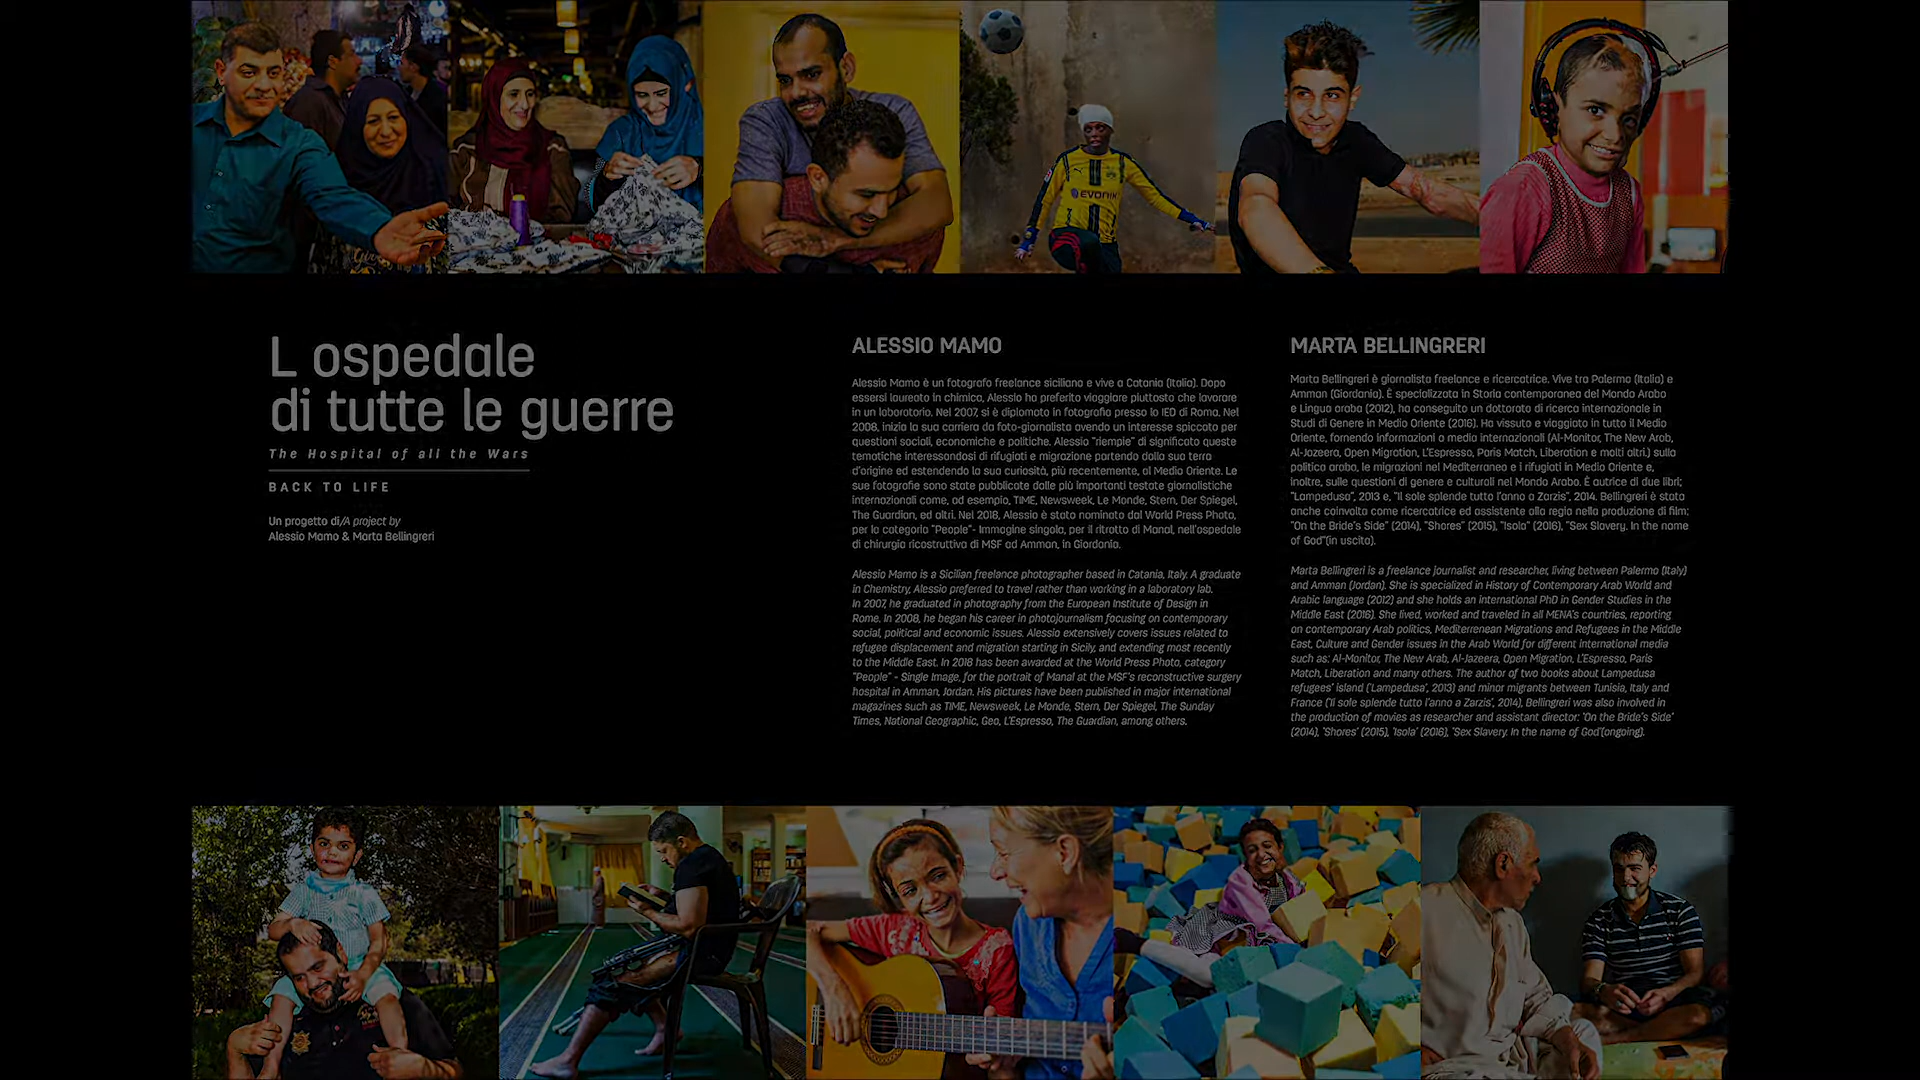 EVONIK
L ospedale
di tutte le guerre
The Hospital of all the Wars
BACK TO LIFE
Un progetto di/A project by
Alessio Mamo & Marta Bellingreri
ALESSIO MAMO
Alessio Mamo è un fotografo freelance siciliano e vive a Catania (Italia). Dopo
essersi laureato in chimica, Alessio ha preferito viaggiare piuttosto che lavorare
in un laboratorio. Nel 2007, si è diplomato in fotografia presso lo IED di Roma. Nel
2008, inizia la sua carriera da foto-giornalista avendo un interesse spiccato per
questioni sociali, economiche e politiche. Alessio "riempie" di significato queste
tematiche interessandosi di rifugiati e migrazione partendo dalla sua terra
d'origine ed estendendo la sua curiosità, più recentemente, al Medio Oriente. Le
sue fotografie sono state pubblicate dalle più importanti testate giornalistiche
internazionali come, ad esempio, TIME, Newsweek, Le Monde, Stern, Der Spiegel,
The Guardian, ed altri. Nel 2018, Alessio è stato nominato dal World Press Photo,
per la categoria "People"- Immagine singola, per il ritratto di Manal, nell'ospedale
di chirurgia ricostruttiva di MSF ad Amman, in Giordania.
Alessio Mamo is a Sicilian freelance photographer based in Catania, Italy. A graduate
in Chemistry, Alessio preferred to travel rather than working in a laboratory lab.
In 2007, he graduated in photography from the European Institute of Design in
Rome. In 2008, he began his career in photojournalism focusing on contemporary
social, political and economic issues. Alessio extensively covers issues related to
refugee displacement and migration starting in Sicily, and extending most recently
to the Middle East. In 2018 has been awarded at the World Press Photo, category
"People" - Single Image, for the portrait of Manal at the MSF's reconstructive surgery
hospital in Amman, Jordan. His pictures have been published in major international
magazines such as TIME, Newsweek, Le Monde, Stern, Der Spiegel, The Sunday
Times, National Geographic, Geo, L'Espresso, The Guardian, among others.
MARTA BELLINGRERI
Marta Bellingreri è giornalista freelance e ricercatrice. Vive tra Palermo (Italia) e
Amman (Giordania). È specializzata in Storia contemporanea del Mondo Arabo
e Lingua araba (2012), ha conseguito un dottorato di ricerca internazionale in
Studi di Genere in Medio Oriente (2016). Ha vissuto e viaggiato in tutto il Medio
Oriente, fornendo informazioni a media internazionali (Al-Monitor, The New Arab,
Al-Jazeera, Open Migration, L'Espresso, Paris Match, Liberation e molti altri.) sulla
politica araba, le migrazioni nel Mediterraneo e i rifugiati in Medio Oriente e,
inoltre, sulle questioni di genere e culturali nel Mondo Arabo. È autrice di due libri;
"Lampedusa", 2013 e, "Il sole splende tutto l'anno a Zarzis", 2014. Bellingreri è stata
anche coinvolta come ricercatrice ed assistente alla regia nella produzione di film;
"On the Bride's Side" (2014), "Shores" (2015), "Isola" (2016), "Sex Slavery. In the name
of God"(in uscita).
Marta Bellingreri is a freelance journalist and researcher, living between Palermo (Italy)
and Amman (Jordan). She is specialized in History of Contemporary Arab World and
Arabic language (2012) and she holds an international PhD in Gender Studies in the
Middle East (2016). She lived, worked and traveled in all MENA's countries, reporting
on contemporary Arab politics, Mediterrenean Migrations and Refugees in the Middle
East, Culture and Gender issues in the Arab World for different international media
such as: Al-Monitor, The New Arab, Al-Jazeera, Open Migration, L'Espresso, Paris
Match, Liberation and many others. The author of two books about Lampedusa
refugees' island ('Lampedusa', 2013) and minor migrants between Tunisia, Italy and
France ('Il sole splende tutto l'anno a Zarzis', 2014), Bellingreri was also involved in
the production of movies as researcher and assistant director: 'On the Bride's Side'
(2014), 'Shores' (2015), 'Isola' (2016), 'Sex Slavery. In the name of God'(ongoing).